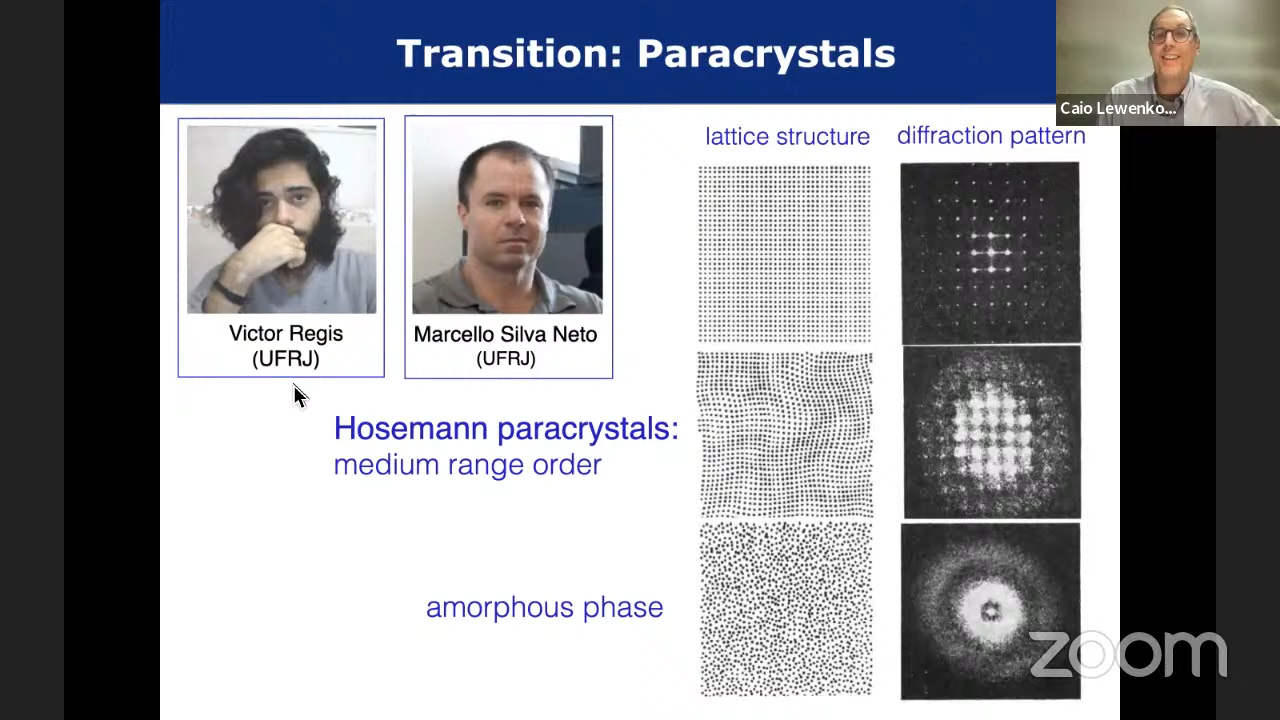 Transition: Paracrystals
Caio Lewenko...
lattice structure
diffraction pattern
Victor Regis
(UFRJ)
Marcello Silva Neto
(UFRJ)
Hosemann paracrystals:
medium range order
amorphous phase
zoom